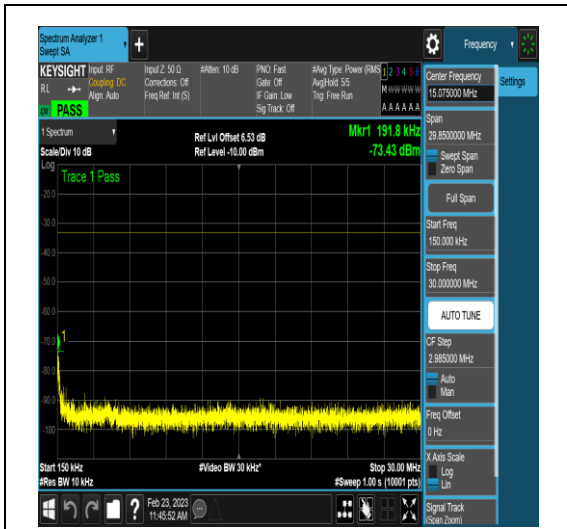 Spectrum Analyzer 1
Swept SA
Frequency
KEYSIGHT
RL
PASS
Input: RF
Coupling: DC
Align: Auto
Input Z: 50 Ω
Corrections: Off
Freq Ref: Int (S)
#Atten: 10 dB
PNO: Fast
Gate: Off
IF Gain: Low
Sig Track: Off
#Avg Type: Power (RMS
Avg|Hold: 5/5
Trig: Free Run
1 2 3 4 5 6
M W W W W W
A A A A A A
Center Frequency
15.075000 MHz
Settings
1 Spectrum
Scale/Div 10 dB
Ref Lvl Offset 6.53 dB
Ref Level -10.00 dBm
Mkr1 191.8 kHz
-73.43 dBm
Log
Trace 1 Pass
-20.0
-30.0
-40.0
-50.0
-60.0
-70.0
-80.0
-90.0
-100
1
Start 150 kHz
#Res BW 10 kHz
#Video BW 30 kHz*
Stop 30.00 MHz
#Sweep 1.00 s (10001 pts)
Span
29.8500000 MHz
Swept Span
Zero Span
Full Span
Start Freq
150.000 kHz
Stop Freq
30.000000 MHz
AUTO TUNE
CF Step
2.985000 MHz
Auto
Man
Freq Offset
0 Hz
X Axis Scale
Log
Lin
Signal Track
(Span Zoom)
Feb 23, 2023
11:45:52 AM